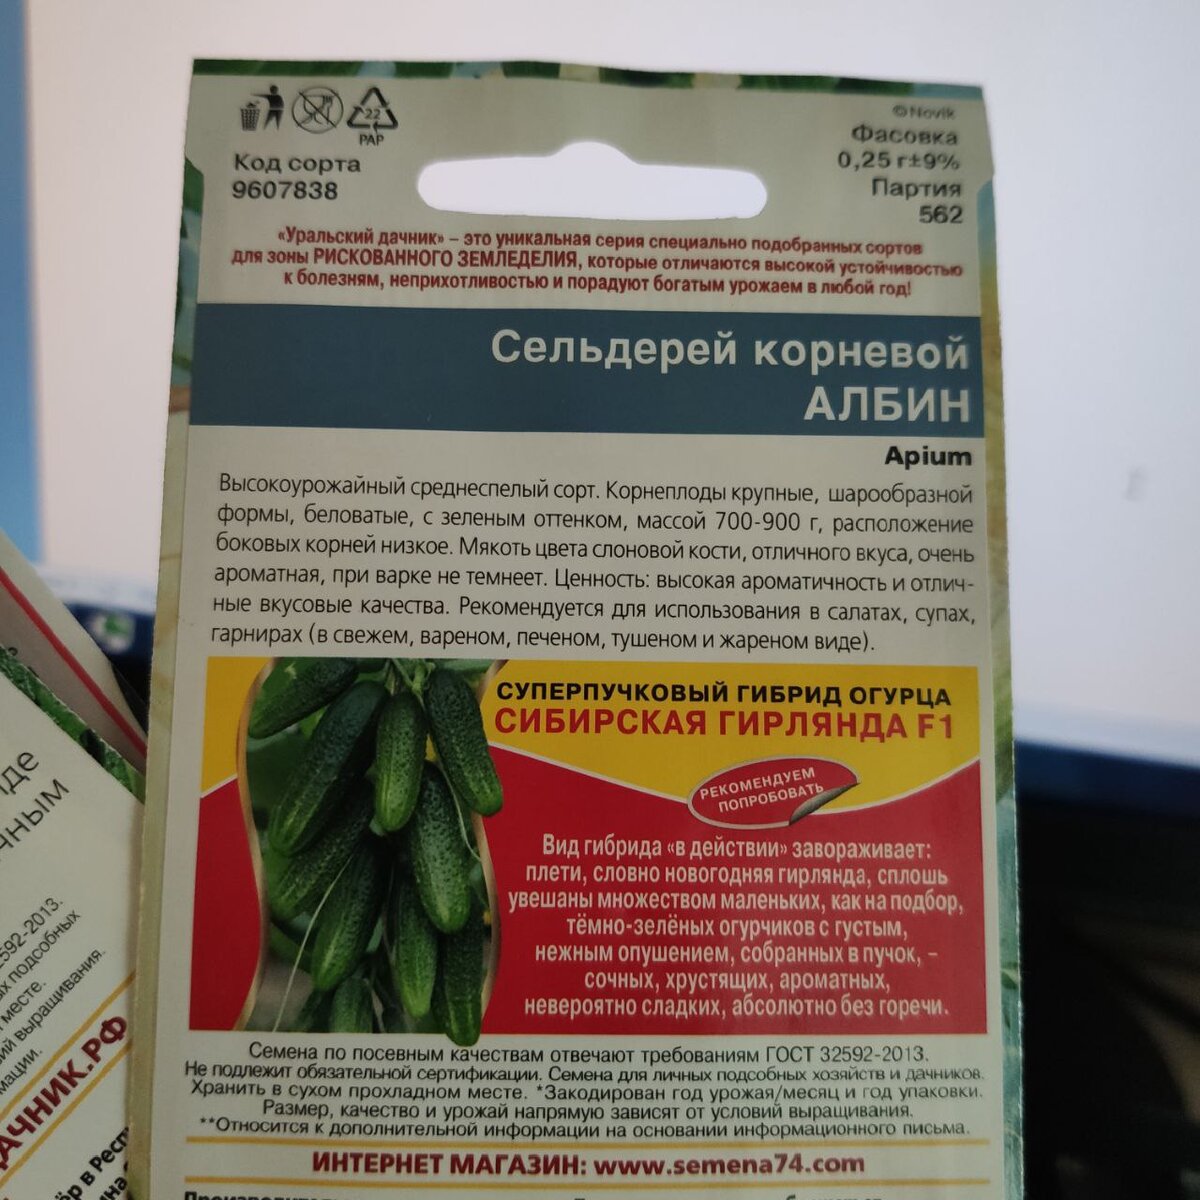 ©Novik
22
PAP
Код сорта
9607838
Фасовка
0,25 г±9%
Партия
562
«Уральский дачник» – это уникальная серия специально подобранных сортов
для зоны РИСКОВАННОГО ЗЕМЛЕДЕЛИЯ, которые отличаются высокой устойчивостью
к болезням, неприхотливостью и порадуют богатым урожаем в любой год!
Сельдерей корневой
АЛБИН
Apium
Высокоурожайный среднеспелый сорт. Корнеплоды крупные, шарообразной
формы, беловатые, с зеленым оттенком, массой 700-900 г, расположение
боковых корней низкое. Мякоть цвета слоновой кости, отличного вкуса, очень
ароматная, при варке не темнеет. Ценность: высокая ароматичность и отлич-
ные вкусовые качества. Рекомендуется для использования в салатах, супах,
гарнирах (в свежем, вареном, печеном, тушеном и жареном виде).
СУПЕРПУЧКОВЫЙ ГИБРИД ОГУРЦА
СИБИРСКАЯ ГИРЛЯНДА F1
РЕКОМЕНДУЕМ
ПОПРОБОВАТЬ
Вид гибрида «в действии» завораживает:
плети, словно новогодняя гирлянда, сплошь
увешаны множеством маленьких, как на подбор,
тёмно-зелёных огурчиков с густым,
нежным опушением, собранных в пучок, –
сочных, хрустящих, ароматных,
невероятно сладких, абсолютно без горечи.
Семена по посевным качествам отвечают требованиям ГОСТ 32592-2013.
Не подлежит обязательной сертификации. Семена для личных подсобных хозяйств и дачников.
Хранить в сухом прохладном месте. *Закодирован год урожая/месяц и год упаковки.
Размер, качество и урожай напрямую зависят от условий выращивания.
**Относится к дополнительной информации на основании информационного письма.
ИНТЕРНЕТ МАГАЗИН: www.semena74.com
592-2013.
подсобных
месте.
выращивания.
АЧНИК.РФ